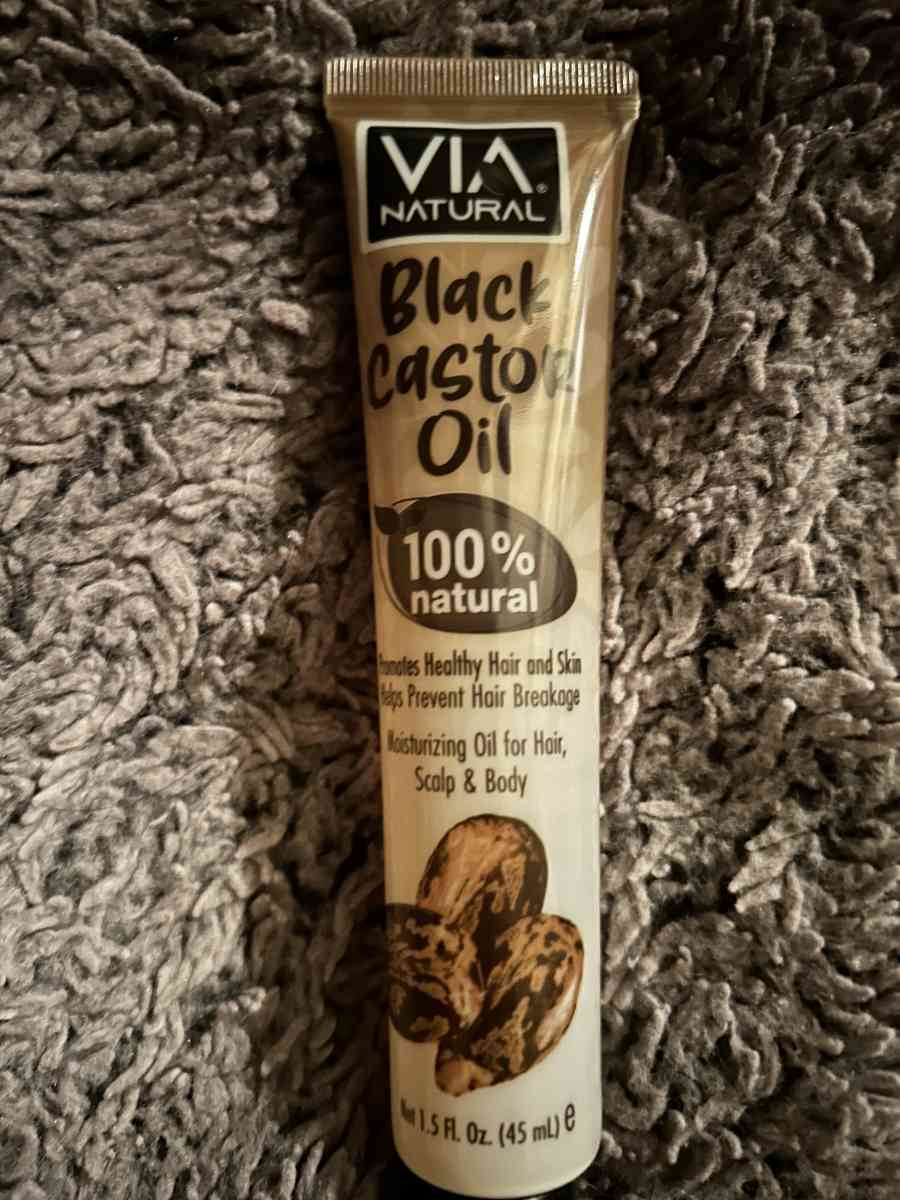 VIA®
NATURAL
Black
Castor
Oil
100%
natural
Promotes Healthy Hair and Skin
Helps Prevent Hair Breakage
Moisturizing Oil for Hair,
Scalp & Body
Net 1.5 Fl. Oz. (45 mL) e